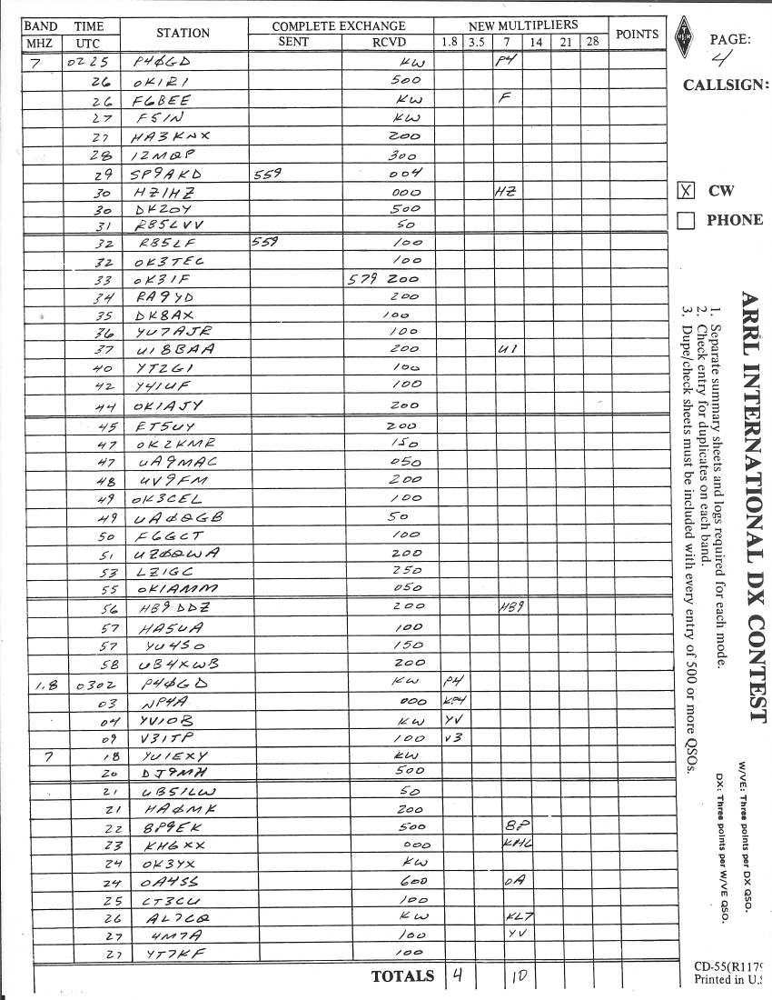 BAND TIME STATION COMPLETE EXCHANGE NEW MULTIPLIERS POINTS
MHZ UTC SENT RCVD 1.8 3.5 7 14 21 28
7 0225 P4ØGD KW P4
26 OK1RI 500
26 F6BEE KW F
27 F5IN KW
27 HA3KNX 200
28 I2MQP 300
29 SP9AKD 559 004
30 HZ1HZ 000 HZ
30 DK2OY 500
31 RB5LVV 50
32 RB5LF 559 100
32 OK3TEC 100
33 OK3IF 579 200
34 RA9YD 200
35 DK8AX 100
36 YU7AJR 100
37 UI8BAA 200 UI
40 YT2GI 100
42 Y41UF 100
44 OK1AJY 200
45 RT5UY 200
47 OK2KMR 150
47 UA9MAC 050
48 UV9FM 200
49 OK3CEL 100
49 UAØQGB 50
50 F6GCT 100
51 UZØQWA 200
53 LZ1GC 250
55 OK1AMM 050
56 HB9DDZ 200 HB9
57 HA5UA 100
57 YU4SO 150
58 UB4XWB 200
1.8 0302 P4ØGD KW P4
03 NP4A 000 KP4
04 YV1OB KW YV
09 V31TP 100 V3
7 18 YU1EXY KW
20 DJ9MH 500
21 UB5ILW 50
21 HAØMK 200
22 8P9EK 500 8P
23 KH6XX 000 KH6
24 OK3YX KW
24 OA4SS 600 OA
25 CT3CU 100
26 AL7CQ KW KL7
27 4M7A 100 YV
27 YT7KF 100
TOTALS 4 10
PAGE:
4
CALLSIGN:
X CW
PHONE
ARRL INTERNATIONAL DX CONTEST
1. Separate summary sheets and logs required for each mode.
2. Check entry for duplicates on each band.
3. Dupe/check sheets must be included with every entry of 500 or more QSOs.
W/VE: Three points per DX QSO.
DX: Three points per W/VE QSO.
CD-55(R1179
Printed in U.S